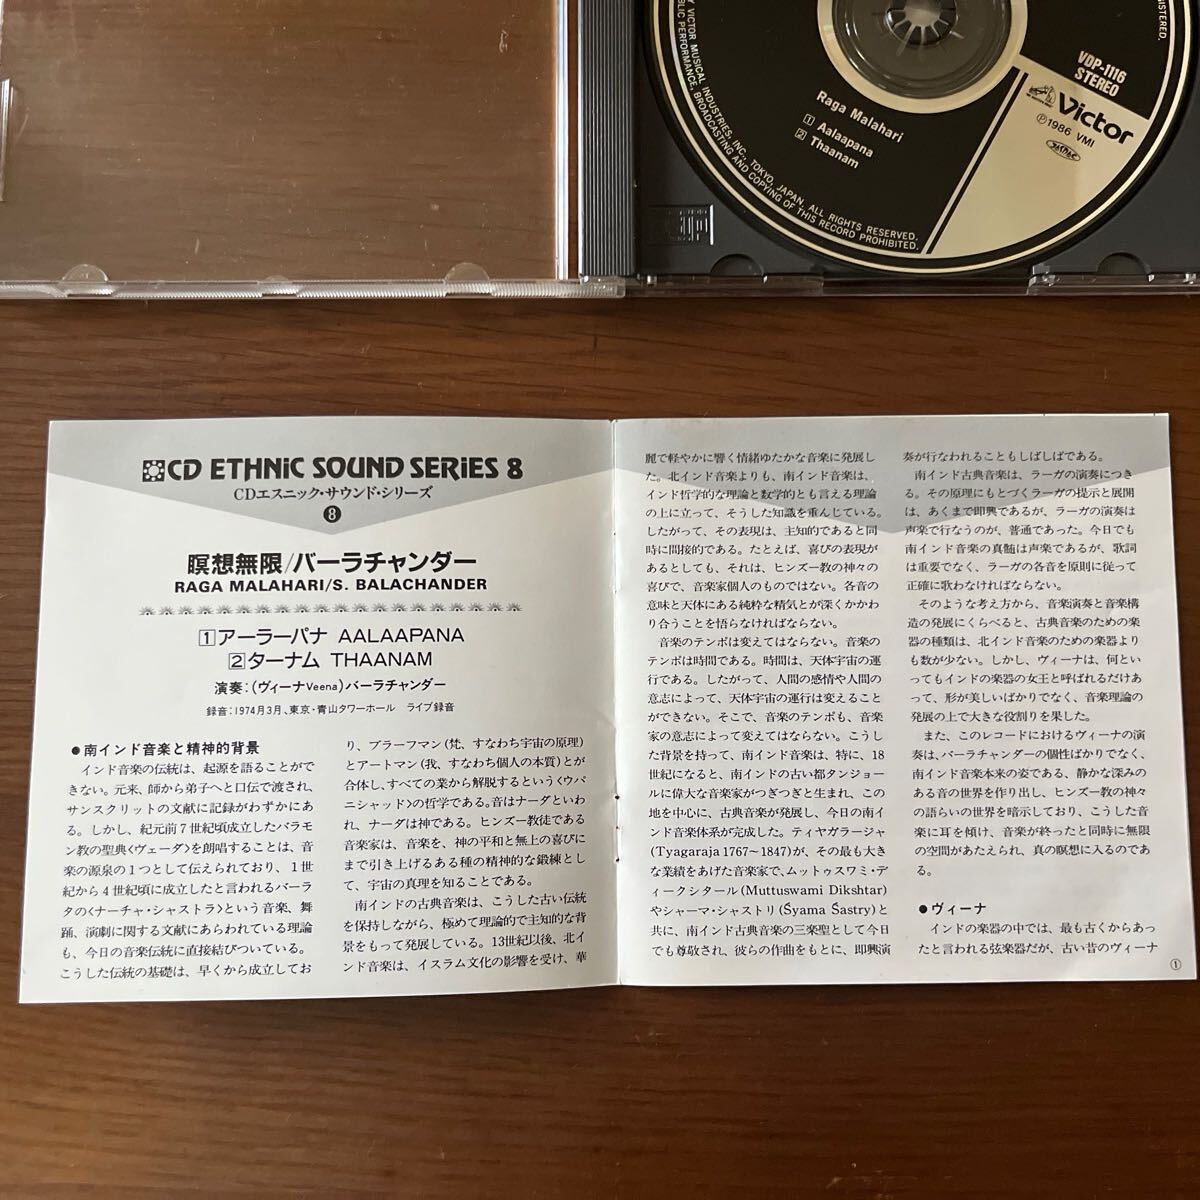 BY VICTOR MUSICAL INDUSTRIES, INC., TOKYO, JAPAN. ALL RIGHTS RESERVED.
PUBLIC PERFORMANCE, BROADCASTING AND COPYING OF THIS RECORD PROHIBITED.
Raga Malahari
1 Aalaapana
2 Thaanam
VDP-1116
STEREO
Victor
Ⓟ1986 VMI
JASRAC
CD ETHNIC SOUND SERIES 8
CDエスニック・サウンド・シリーズ
8
瞑想無限/バーラチャンダー
RAGA MALAHARI/S. BALACHANDER
1アーラーパナ AALAAPANA
2ターナム THAANAM
演奏:(ヴィーナVeena)バーラチャンダー
録音:1974月3月、東京・青山タワーホール ライブ録音
●南インド音楽と精神的背景
インド音楽の伝統は、起源を語ることがで
きない。元来、師から弟子へと口伝で渡され、
サンスクリットの文献に記録がわずかにあ
る。しかし、紀元前7世紀頃成立したバラモ
ン教の聖典〈ヴェーダ〉を朗唱することは、音
楽の源泉の1つとして伝えられており、1世
紀から4世紀頃に成立したと言われるバーラ
タの〈ナーチャ・シャストラ〉という音楽、舞
踊、演劇に関する文献にあらわれている理論
も、今日の音楽伝統に直接結びついている。
こうした伝統の基礎は、早くから成立してお
り、ブラーフマン(梵、すなわち宇宙の原理)
とアートマン(我、すなわち個人の本質)とが
合体し、すべての業から解脱するというくウパ
ニシャッド〉の哲学である。音はナーダといわ
れ、ナーダは神である。ヒンズー教徒である
音楽家は、音楽を、神の平和と無上の喜びに
まで引き上げるある種の精神的な鍛練とし
て、宇宙の真理を知ることである。
南インドの古典音楽は、こうした古い伝統
を保持しながら、極めて理論的で主知的な背
景をもって発展している。13世紀以後、北イ
ンド音楽は、イスラム文化の影響を受け、華
麗で軽やかに響く情緒ゆたかな音楽に発展し
た。北インド音楽よりも、南インド音楽は、
インド哲学的な理論と数学的とも言える理論
の上に立って、そうした知識を重んじている。
したがって、その表現は、主知的であると同
時に間接的である。たとえば、喜びの表現が
あるとしても、それは、ヒンズー教の神々の
喜びで、音楽家個人のものではない。各音の
意味と天体にある純粋な精気とが深くかかわ
り合うことを悟らなければならない。
音楽のテンポは変えてはならない。音楽の
テンポは時間である。時間は、天体宇宙の運
行である。したがって、人間の感情や人間の
意志によって、天体宇宙の運行は変えること
ができない。そこで、音楽のテンポも、音楽
家の意志によって変えてはならない。こうし
た背景を持って、南インド音楽は、特に、18
世紀になると、南インドの古い都タンジョー
ルに偉大な音楽家がつぎつぎと生まれ、この
地を中心に、古典音楽が発展し、今日の南イ
ンド音楽体系が完成した。ティヤガラージャ
(Tyagaraja 1767〜1847)が、その最も大き
な業績をあげた音楽家で、ムットゥスワミ・デ
ィークシタール(Muttuswami Dikshtar)
やシャーマ・シャストリ(Śyama Śastry)と
共に、南インド古典音楽の三楽聖として今日
でも尊敬され、彼らの作曲をもとに、即興演
奏が行なわれることもしばしばである。
南インド古典音楽は、ラーガの演奏につき
る。その原理にもとづくラーガの提示と展開
は、あくまで即興であるが、ラーガの演奏は
声楽で行なうのが、普通であった。今日でも
南インド音楽の真髄は声楽であるが、歌詞
は重要でなく、ラーガの各音を原則に従って
正確に歌わなければならない。
そのような考え方から、音楽演奏と音楽構
造の発展にくらべると、古典音楽のための楽
器の種類は、北インド音楽のための楽器より
も数が少ない。しかし、ヴィーナは、何とい
ってもインドの楽器の女王と呼ばれるだけあ
って、形が美しいばかりでなく、音楽理論の
発展の上で大きな役割りを果した。
また、このレコードにおけるヴィーナの演
奏は、バーラチャンダーの個性ばかりでなく、
南インド音楽本来の姿である、静かな深みの
ある音の世界を作り出し、ヒンズー教の神々
の語らいの世界を暗示しており、こうした音
楽に耳を傾け、音楽が終ったと同時に無限
の空間があたえられ、真の瞑想に入るのであ
る。
●ヴィーナ
インドの楽器の中では、最も古くからあっ
たと言われる弦楽器だが、古い昔のヴィーナ
①